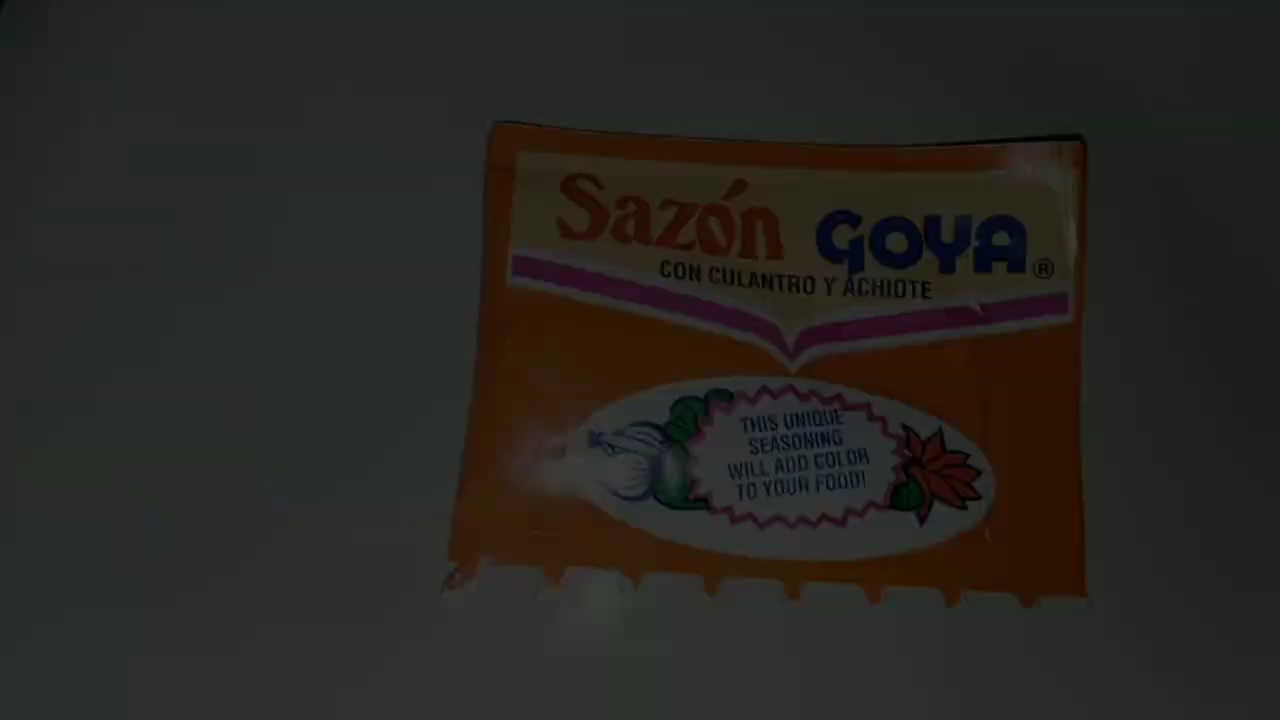 Sazón GOYA®
CON CULANTRO Y ACHIOTE
THIS UNIQUE
SEASONING
WILL ADD COLOR
TO YOUR FOOD!